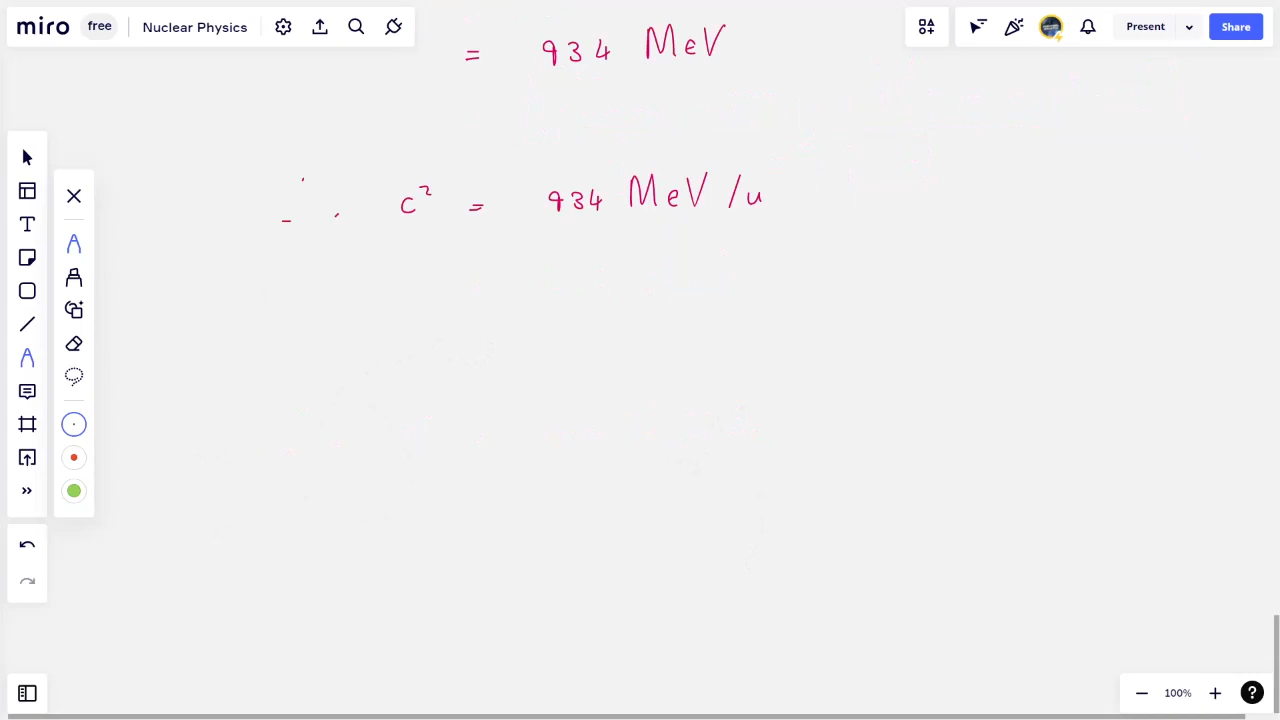 miro free Nuclear Physics Present Share
= 934 MeV
∴ c² = 934 MeV /u
100%